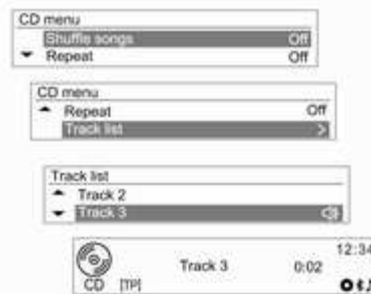 CD menu
Shuffle songs Off
Repeat Off
CD menu
Repeat Off
Track list >
Track list
Track 2
Track 3
12:34
Track 3 0:02
CD [TP]